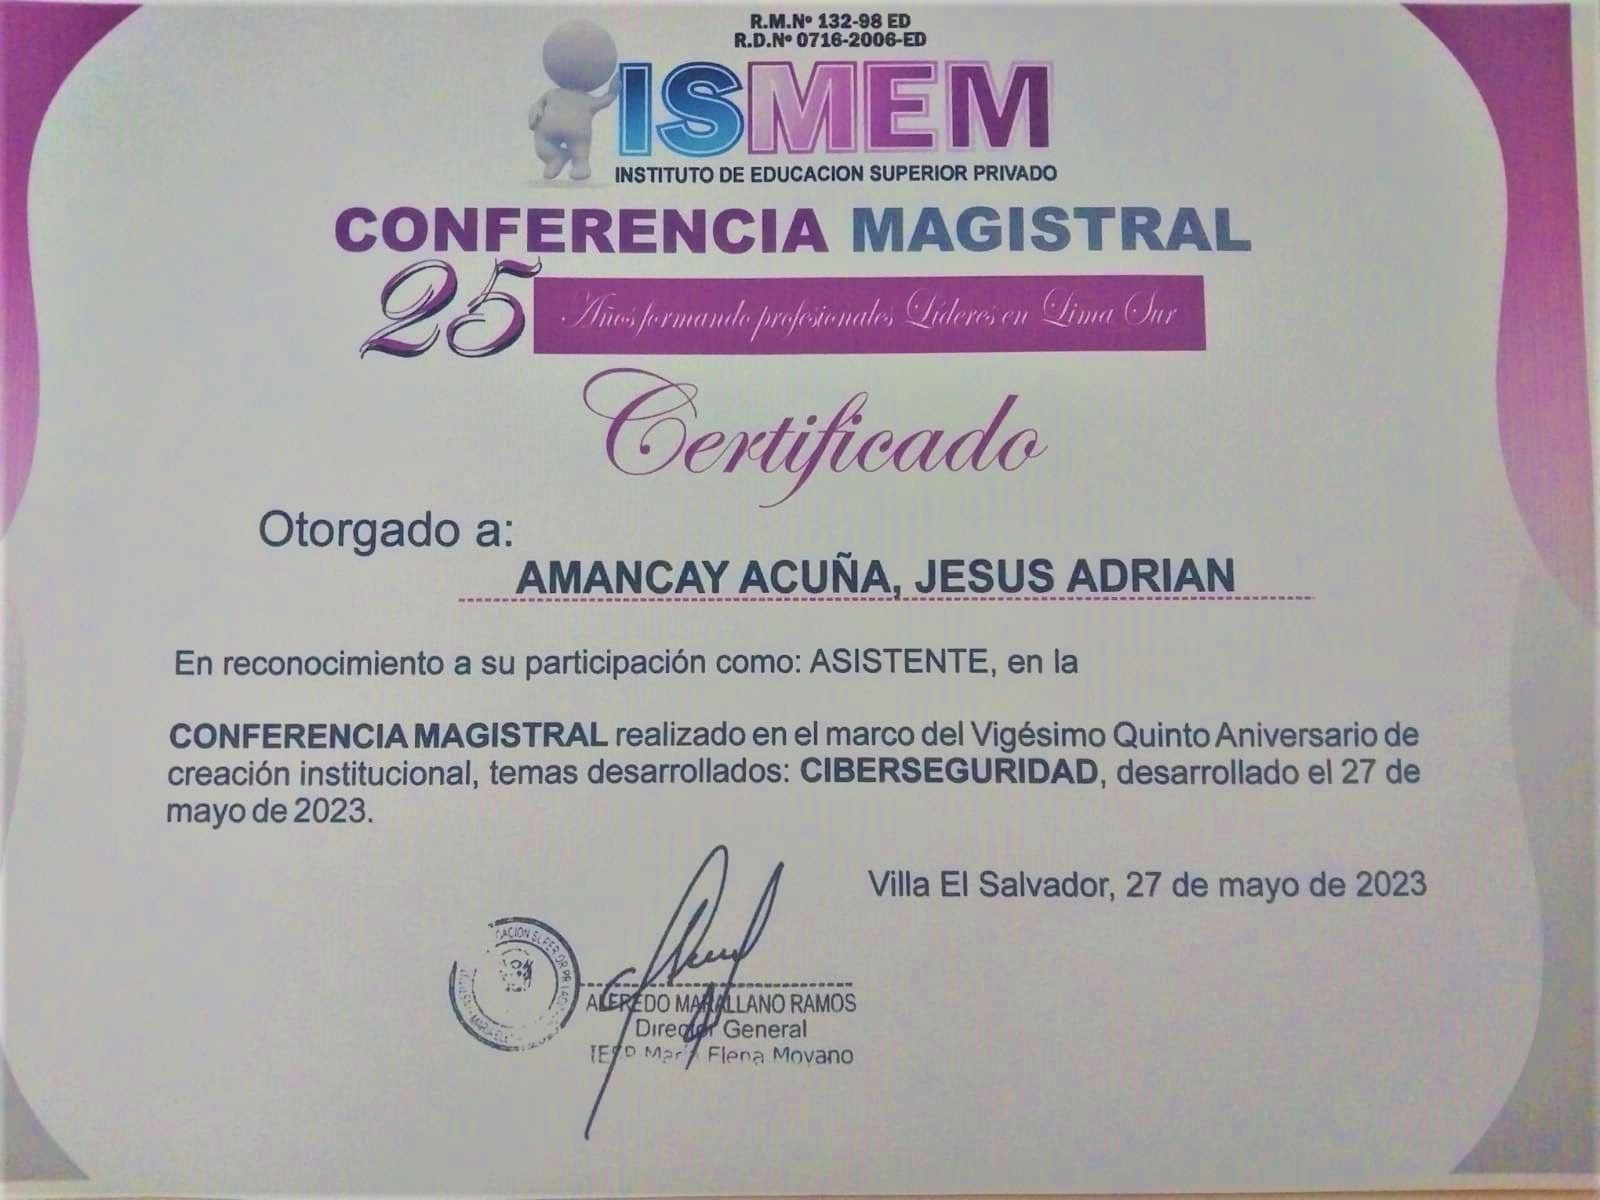 R.M.Nº 132-98 ED
R.D.Nº 0716-2006-ED
ISMEM
INSTITUTO DE EDUCACION SUPERIOR PRIVADO
CONFERENCIA MAGISTRAL
25 Años formando profesionales Líderes en Lima Sur
Certificado
Otorgado a:
AMANCAY ACUÑA, JESUS ADRIAN
En reconocimiento a su participación como: ASISTENTE, en la
CONFERENCIA MAGISTRAL realizado en el marco del Vigésimo Quinto Aniversario de
creación institucional, temas desarrollados: CIBERSEGURIDAD, desarrollado el 27 de
mayo de 2023.
Villa El Salvador, 27 de mayo de 2023
ALFREDO MARALLANO RAMOS
Director General
IESP María Elena Moyano